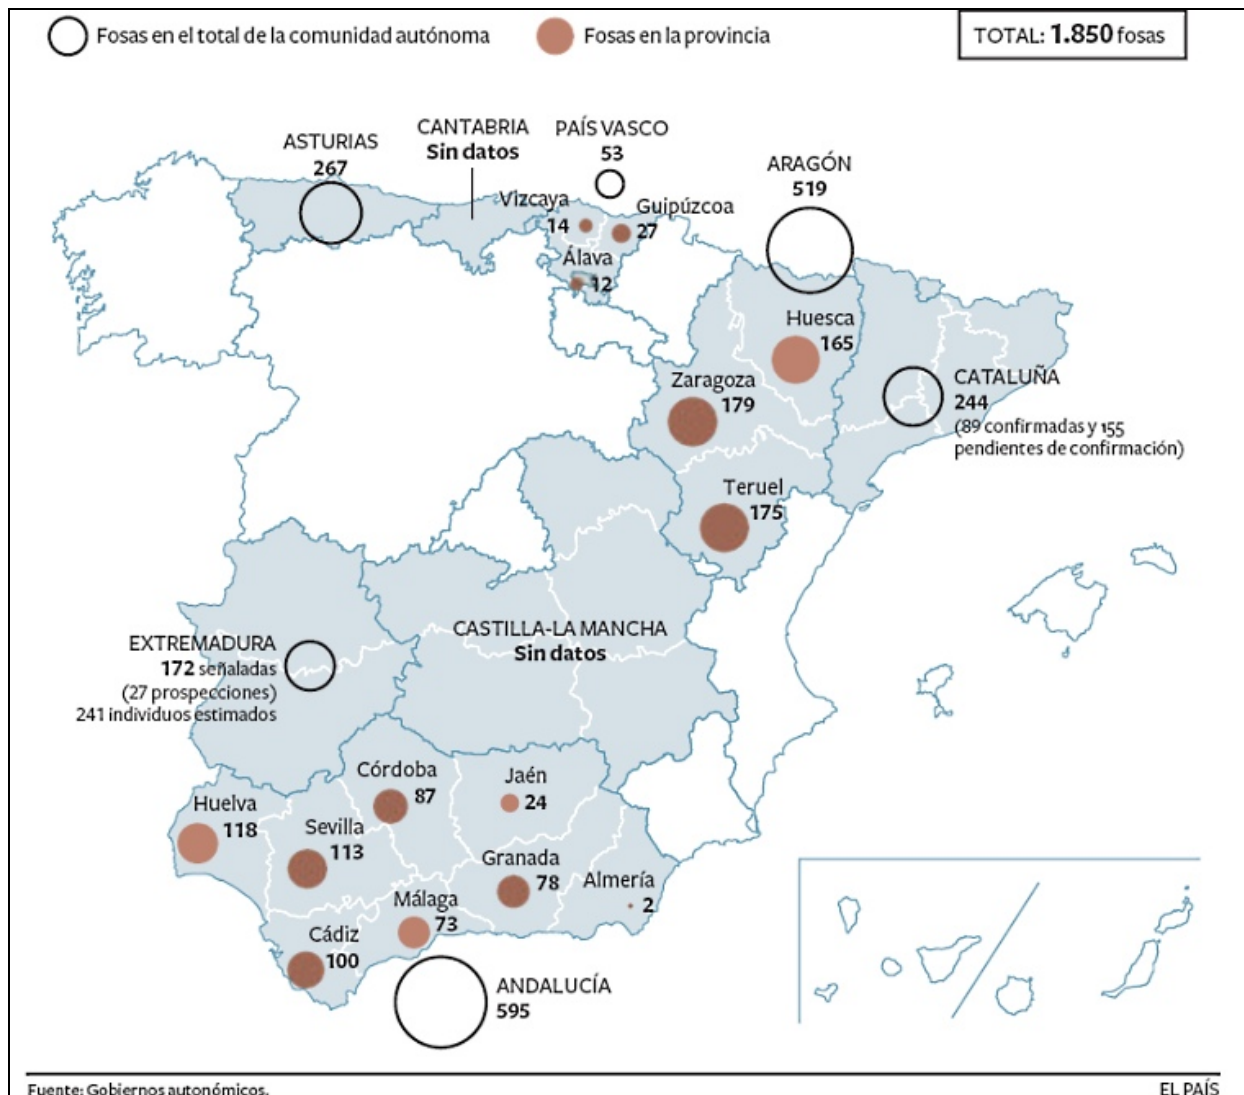 Fosas en el total de la comunidad autónoma
Fosas en la provincia
TOTAL: 1.850 fosas
ASTURIAS
267
CANTABRIA
Sin datos
PAÍS VASCO
53
Vizcaya
14
Guipúzcoa
27
Álava
12
ARAGÓN
519
Huesca
165
Zaragoza
179
Teruel
175
CATALUÑA
244
(89 confirmadas y 155
pendientes de confirmación)
EXTREMADURA
172 señaladas
(27 prospecciones)
241 individuos estimados
CASTILLA-LA MANCHA
Sin datos
Córdoba
87
Jaén
24
Huelva
118
Sevilla
113
Granada
78
Almería
2
Málaga
73
Cádiz
100
ANDALUCÍA
595
Fuente: Gobiernos autonómicos.
EL PAÍS